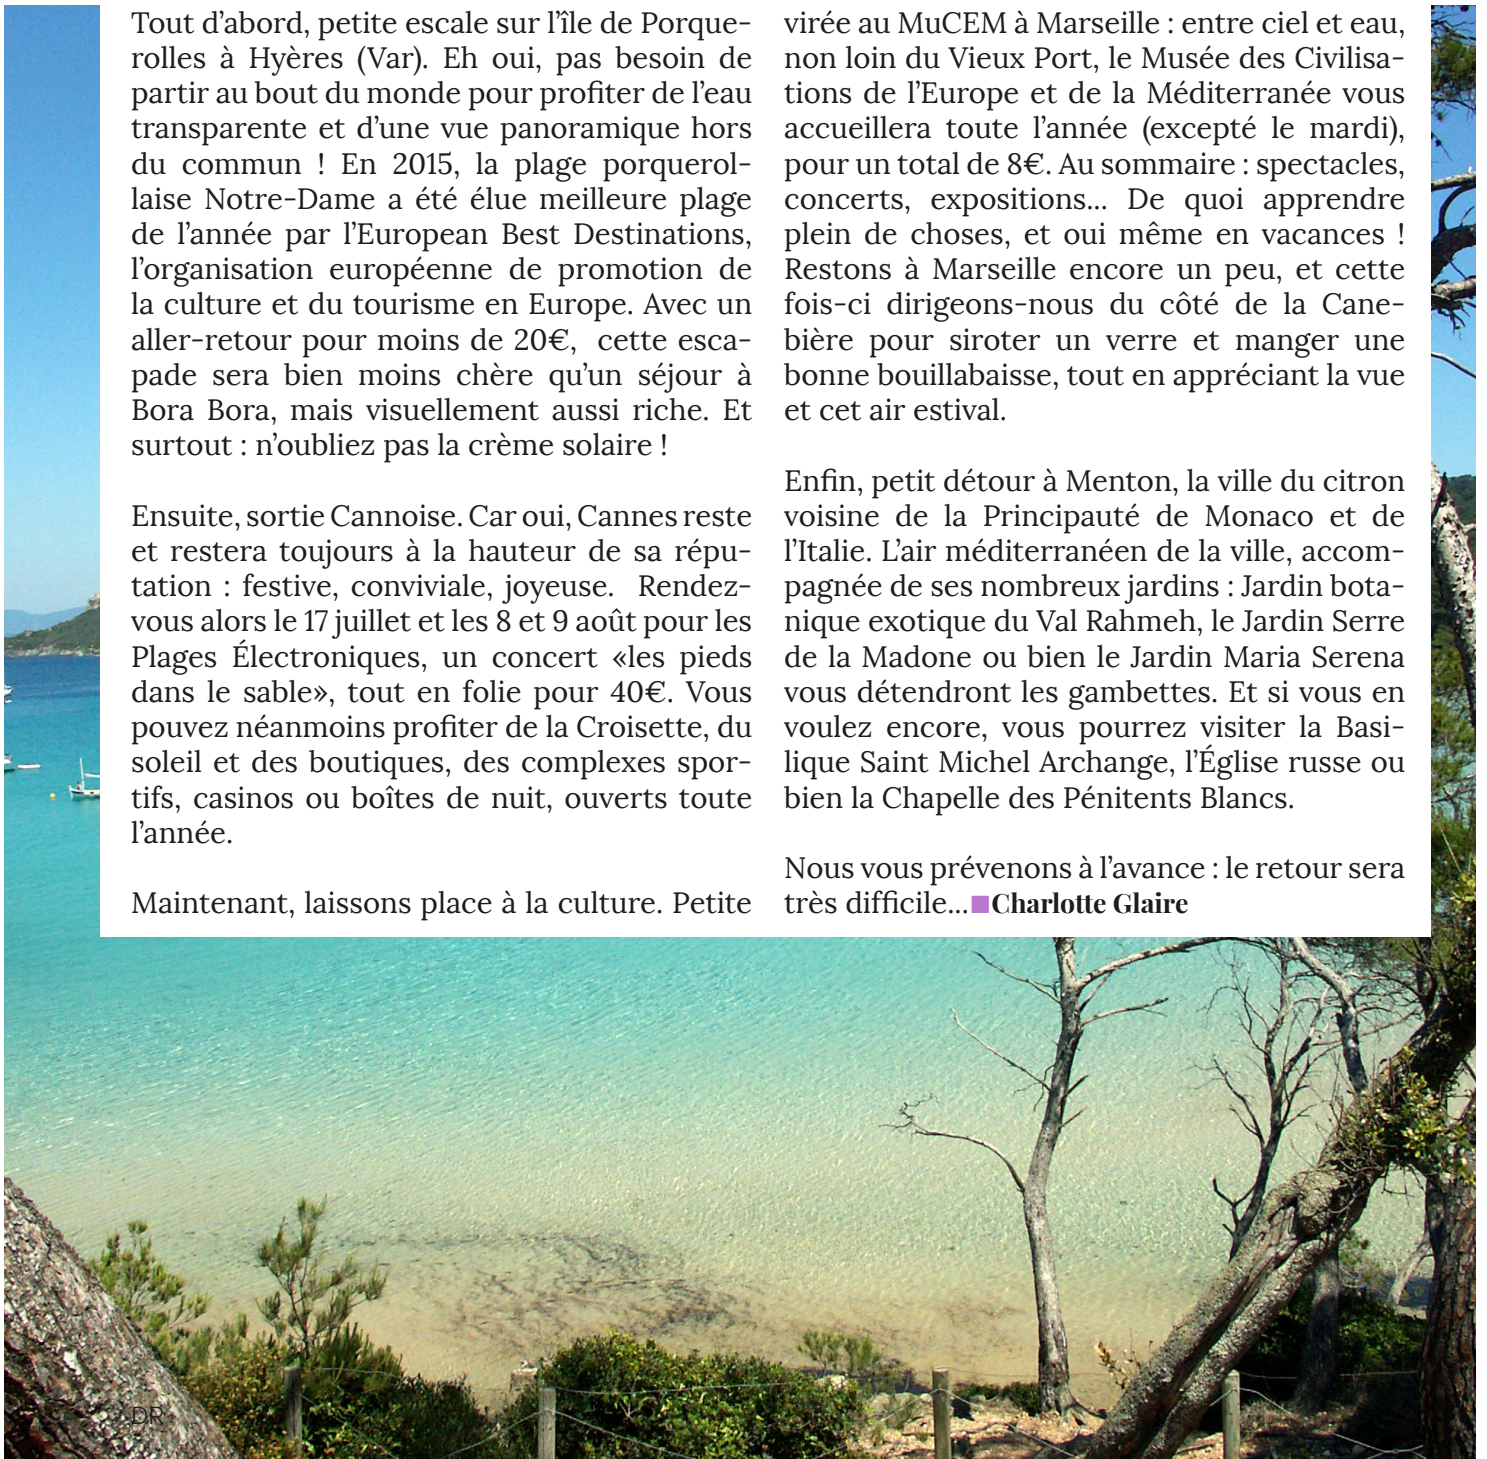 Tout d’abord, petite escale sur l’île de Porque-
rolles à Hyères (Var). Eh oui, pas besoin de
partir au bout du monde pour profiter de l’eau
transparente et d’une vue panoramique hors
du commun ! En 2015, la plage porquerol-
laise Notre-Dame a été élue meilleure plage
de l’année par l’European Best Destinations,
l’organisation européenne de promotion de
la culture et du tourisme en Europe. Avec un
aller-retour pour moins de 20€, cette esca-
pade sera bien moins chère qu’un séjour à
Bora Bora, mais visuellement aussi riche. Et
surtout : n’oubliez pas la crème solaire !
Ensuite, sortie Cannoise. Car oui, Cannes reste
et restera toujours à la hauteur de sa répu-
tation : festive, conviviale, joyeuse. Rendez-
vous alors le 17 juillet et les 8 et 9 août pour les
Plages Électroniques, un concert «les pieds
dans le sable», tout en folie pour 40€. Vous
pouvez néanmoins profiter de la Croisette, du
soleil et des boutiques, des complexes spor-
tifs, casinos ou boîtes de nuit, ouverts toute
l’année.
Maintenant, laissons place à la culture. Petite
virée au MuCEM à Marseille : entre ciel et eau,
non loin du Vieux Port, le Musée des Civilisa-
tions de l’Europe et de la Méditerranée vous
accueillera toute l’année (excepté le mardi),
pour un total de 8€. Au sommaire : spectacles,
concerts, expositions... De quoi apprendre
plein de choses, et oui même en vacances !
Restons à Marseille encore un peu, et cette
fois-ci dirigeons-nous du côté de la Cane-
bière pour siroter un verre et manger une
bonne bouillabaisse, tout en appréciant la vue
et cet air estival.
Enfin, petit détour à Menton, la ville du citron
voisine de la Principauté de Monaco et de
l’Italie. L’air méditerranéen de la ville, accom-
pagnée de ses nombreux jardins : Jardin bota-
nique exotique du Val Rahmeh, le Jardin Serre
de la Madone ou bien le Jardin Maria Serena
vous détendront les gambettes. Et si vous en
voulez encore, vous pourrez visiter la Basi-
lique Saint Michel Archange, l’Église russe ou
bien la Chapelle des Pénitents Blancs.
Nous vous prévenons à l’avance : le retour sera
très difficile...■Charlotte Glaire
DR